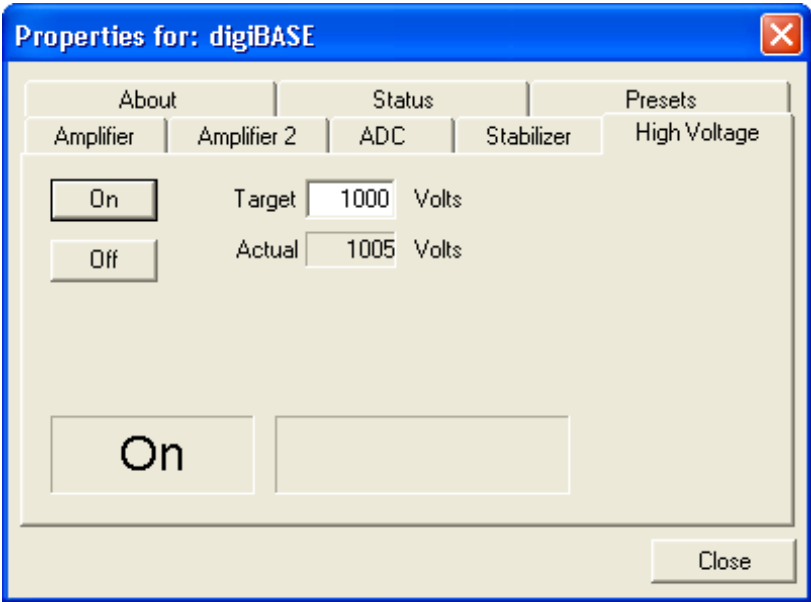 Properties for: digiBASE
About Status Presets
Amplifier Amplifier 2 ADC Stabilizer High Voltage
On Target 1000 Volts
Off Actual 1005 Volts
On
Close